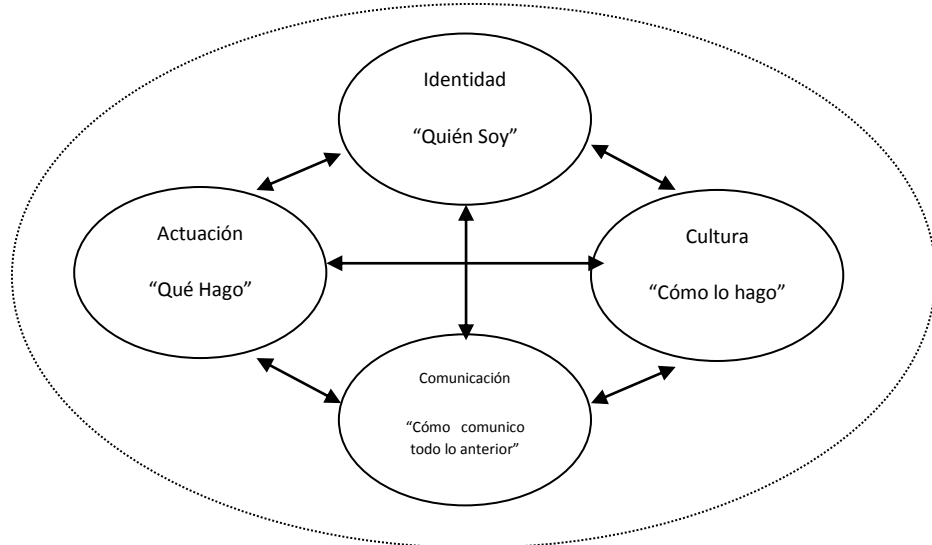 Identidad
“Quién Soy”
Actuación
“Qué Hago”
Cultura
“Cómo lo hago”
Comunicación
“Cómo comunico
todo lo anterior”